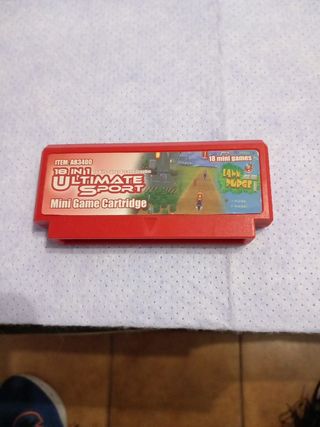 ITEM: AB3400
18 IN 1
ULTIMATE
SPORT
Mini Game Cartridge
18 mini games